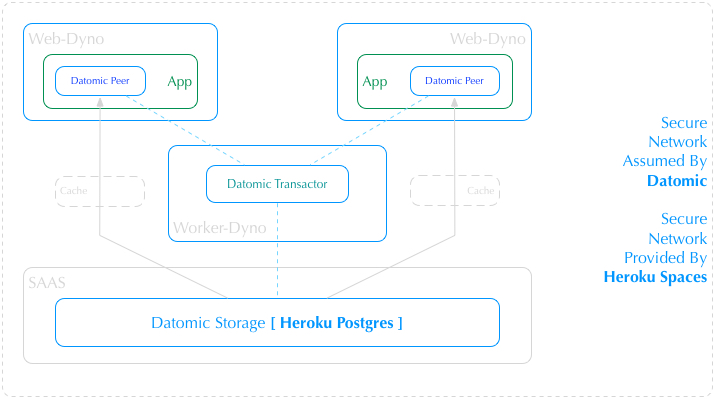 Web-Dyno
Web-Dyno
Datomic Peer
App
App
Datomic Peer
Secure
Network
Assumed By
Datomic
Cache
Datomic Transactor
Cache
Worker-Dyno
Secure
Network
Provided By
Heroku Spaces
SAAS
Datomic Storage [ Heroku Postgres ]